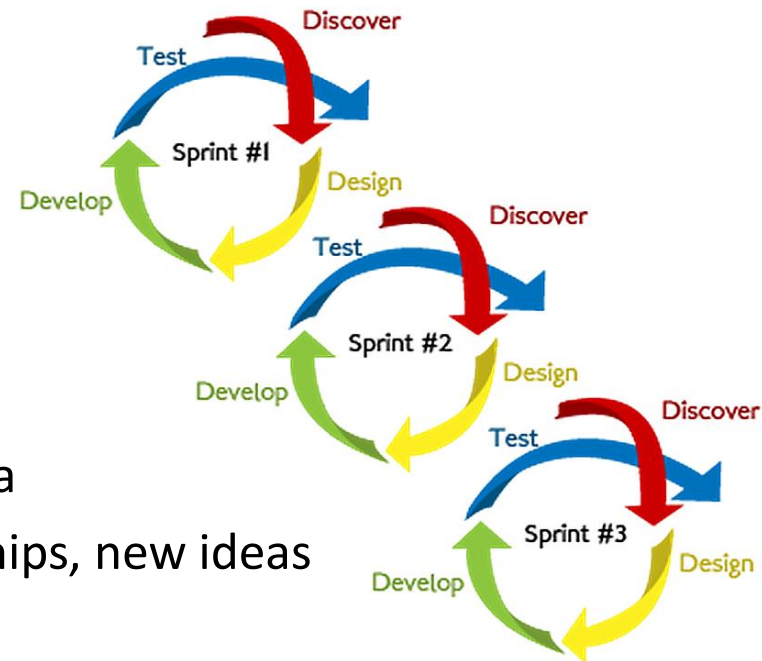 Discover
Test
Sprint #1
Design
Develop
Discover
Test
Sprint #2
Design
Develop
Discover
Test
Sprint #3
Design
Develop
a
hips, new ideas